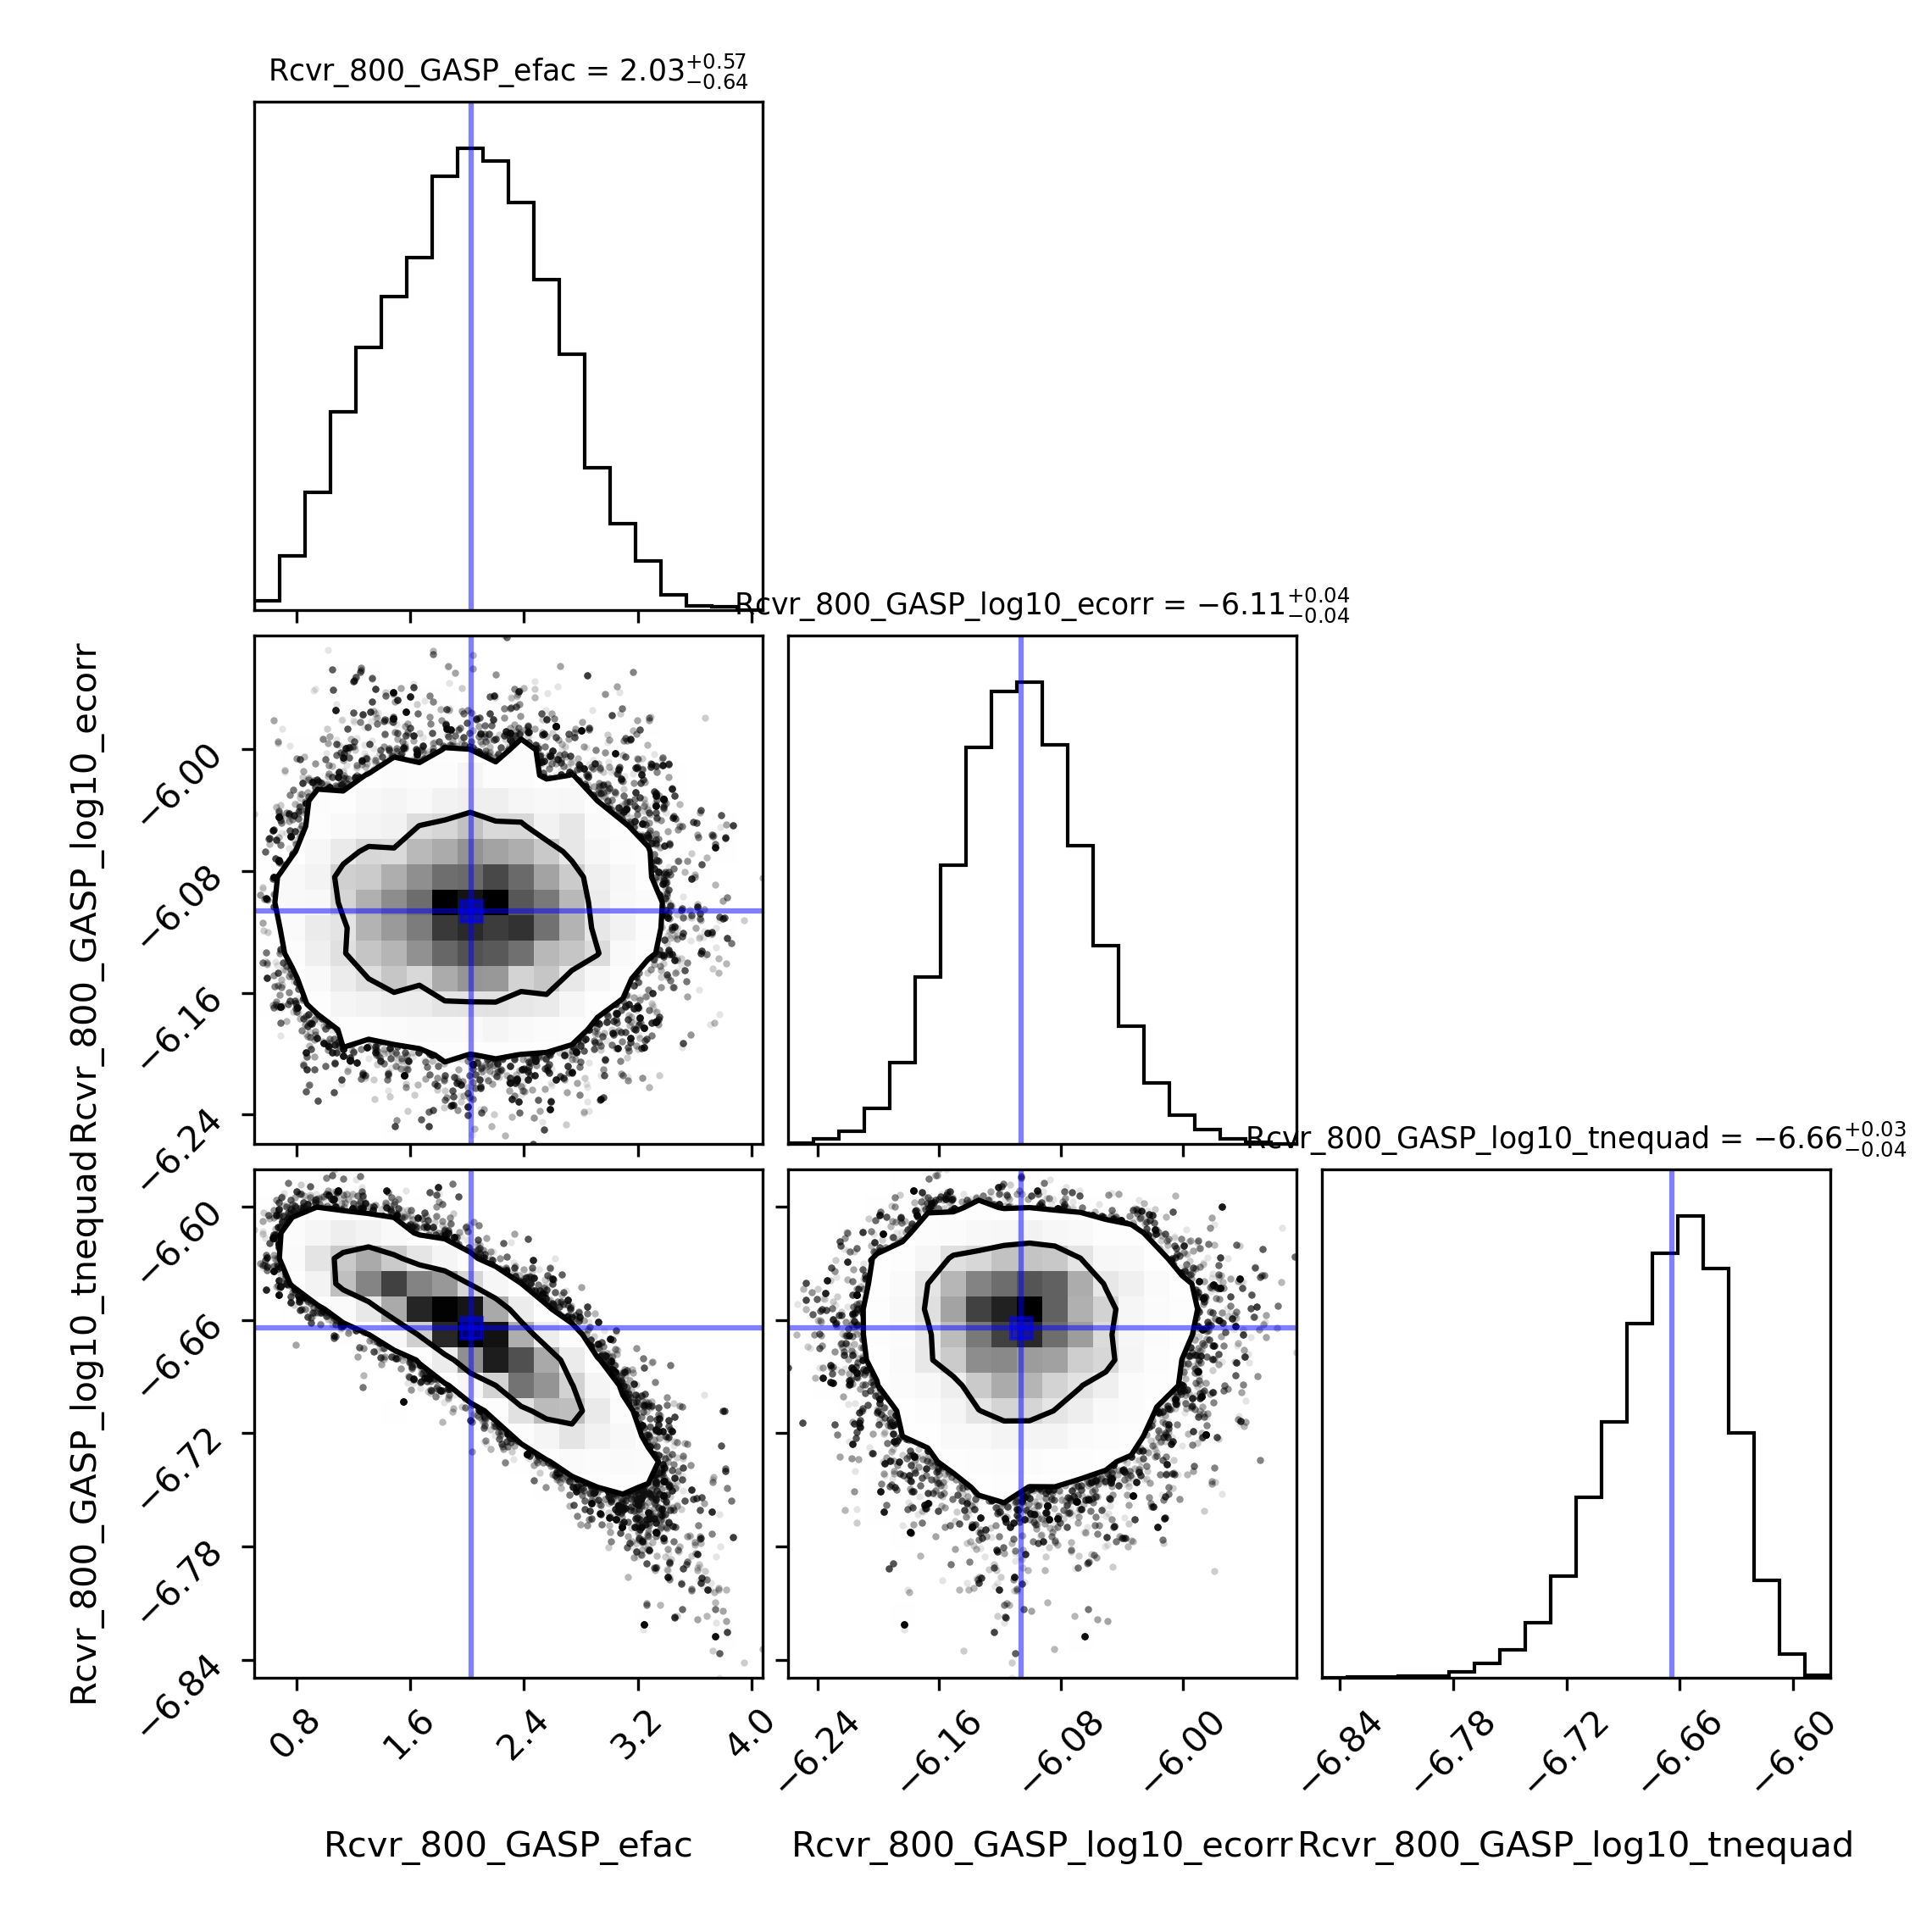 Rcvr_800_GASP_efac = 2.03+0.57−0.64
Rcvr_800_GASP_log10_ecorr = −6.11+0.04−0.04
Rcvr_800_GASP_log10_ecorr
−6.00
−6.08
−6.16
−6.24
Rcvr_800_GASP_log10_tnequad = −6.66+0.03−0.04
Rcvr_800_GASP_log10_tnequad
−6.60
−6.66
−6.72
−6.78
−6.84
0.8 1.6 2.4 3.2 4.0
−6.24 −6.16 −6.08 −6.00
−6.84 −6.78 −6.72 −6.66 −6.60
Rcvr_800_GASP_efac
Rcvr_800_GASP_log10_ecorr
Rcvr_800_GASP_log10_tnequad